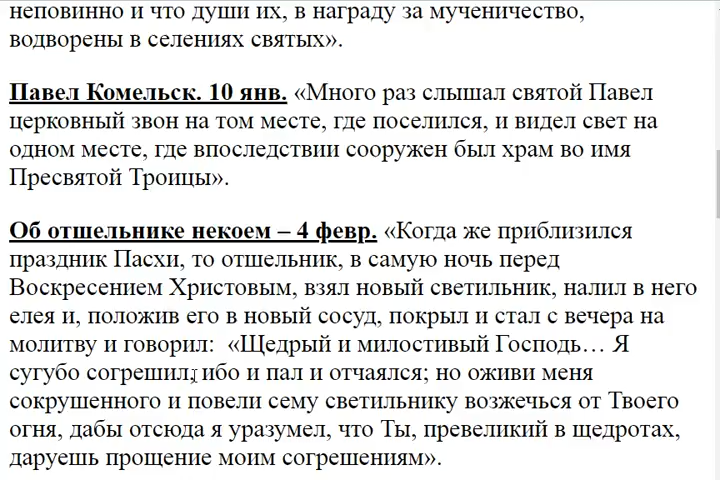 неповинно и что души их, в награду за мученичество,
водворены в селениях святых».
Павел Комельск. 10 янв. «Много раз слышал святой Павел
церковный звон на том месте, где поселился, и видел свет на
одном месте, где впоследствии сооружен был храм во имя
Пресвятой Троицы».
Об отшельнике некоем – 4 февр. «Когда же приблизился
праздник Пасхи, то отшельник, в самую ночь перед
Воскресением Христовым, взял новый светильник, налил в него
елея и, положив его в новый сосуд, покрыл и стал с вечера на
молитву и говорил: «Щедрый и милостивый Господь… Я
сугубо согрешил, ибо и пал и отчаялся; но оживи меня
сокрушенного и повели сему светильнику возжечься от Твоего
огня, дабы отсюда я уразумел, что Ты, превеликий в щедротах,
даруешь прощение моим согрешениям».